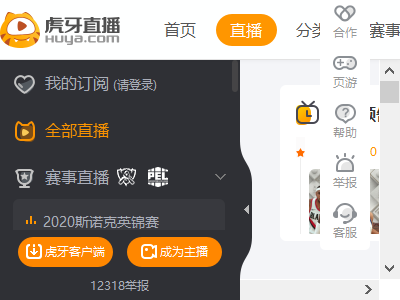 虎牙直播
HUYA.com
首页
直播
分类
赛事
合作
页游
帮助
举报
客服
我的订阅 (请登录)
全部直播
赛事直播
PEL
2020斯诺克英锦赛
虎牙客户端
成为主播
12318举报
0